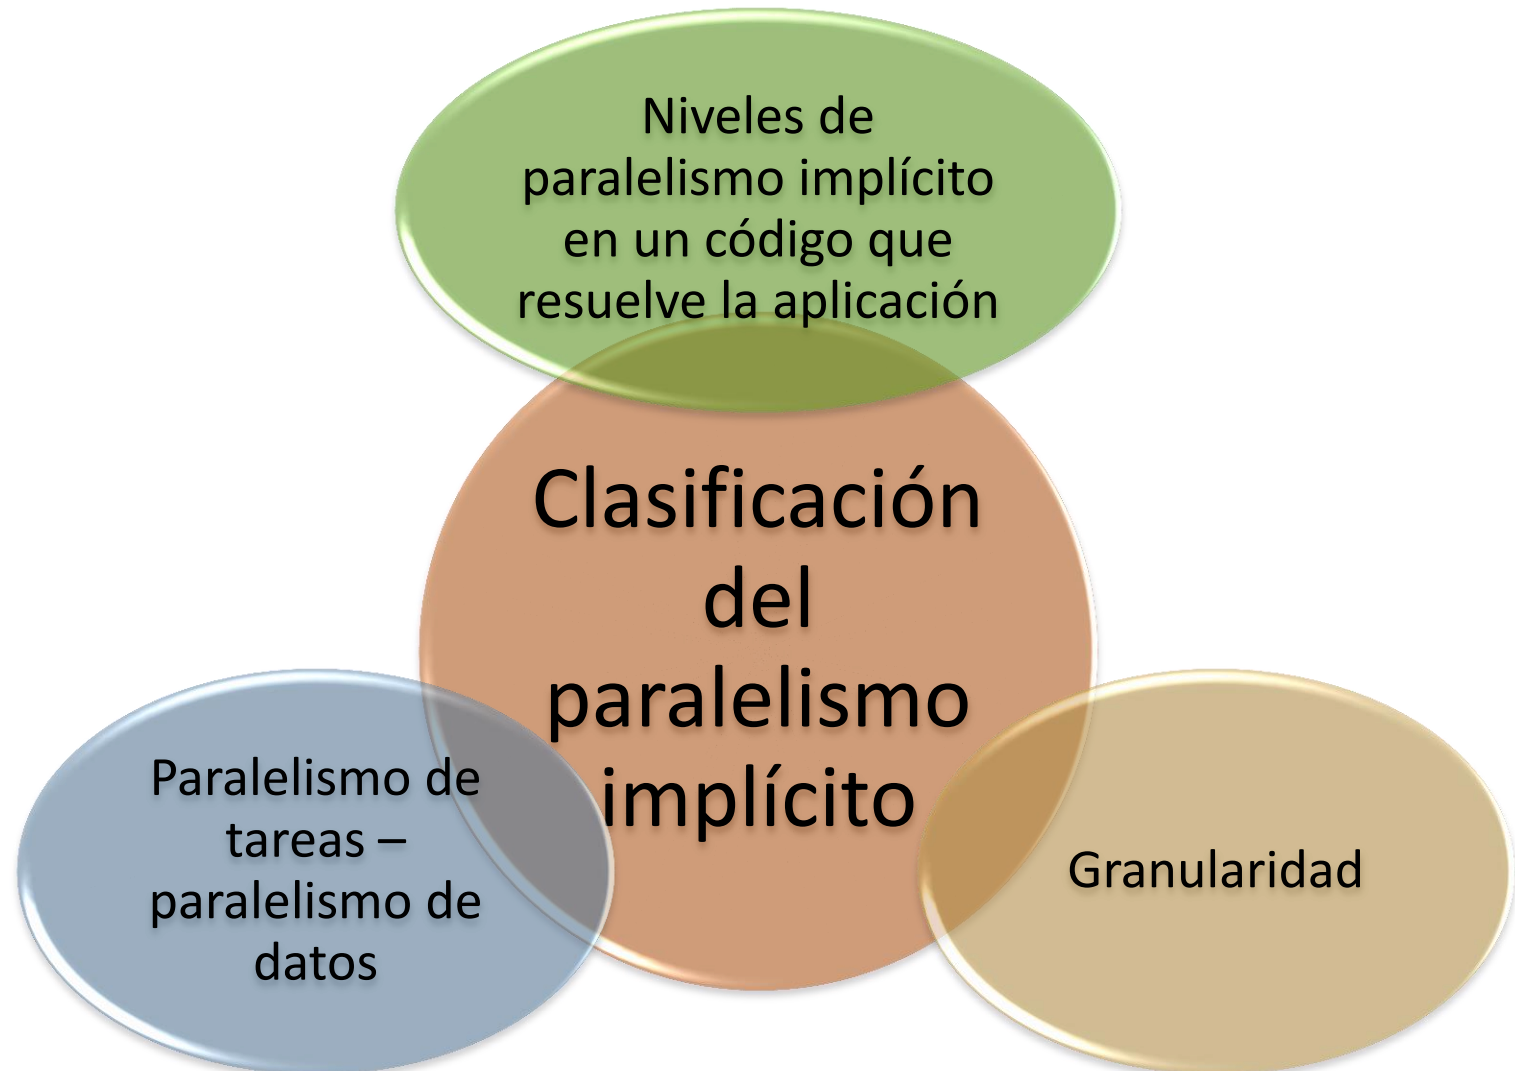 Niveles de
paralelismo implícito
en un código que
resuelve la aplicación
Clasificación
del
paralelismo
implícito
Paralelismo de
tareas –
paralelismo de
datos
Granularidad